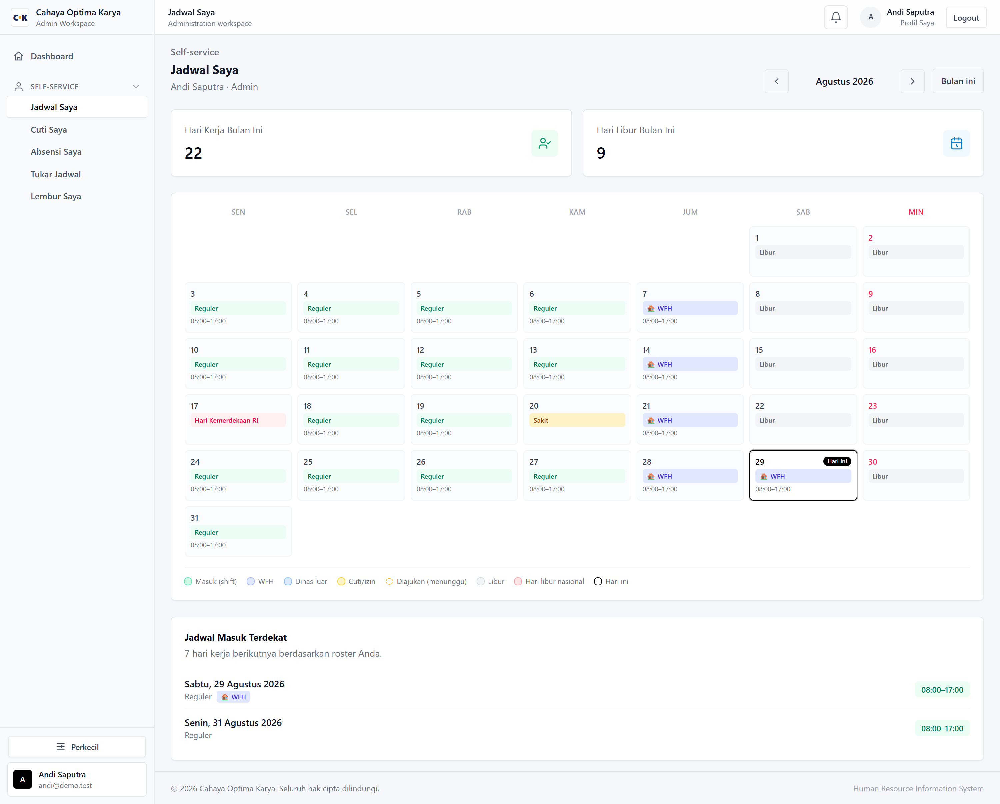 C•K
Cahaya Optima Karya
Admin Workspace
Jadwal Saya
Administration workspace
A
Andi Saputra
Profil Saya
Logout
Dashboard
SELF-SERVICE
Jadwal Saya
Cuti Saya
Absensi Saya
Tukar Jadwal
Lembur Saya
Perkecil
A
Andi Saputra
andi@demo.test
Self-service
Jadwal Saya
Andi Saputra · Admin
Agustus 2026
Bulan ini
Hari Kerja Bulan Ini
22
Hari Libur Bulan Ini
9
SEN SEL RAB KAM JUM SAB MIN
1 2
Libur Libur
3 4 5 6 7 8 9
Reguler Reguler Reguler Reguler WFH Libur Libur
08:00–17:00 08:00–17:00 08:00–17:00 08:00–17:00 08:00–17:00
10 11 12 13 14 15 16
Reguler Reguler Reguler Reguler WFH Libur Libur
08:00–17:00 08:00–17:00 08:00–17:00 08:00–17:00 08:00–17:00
17 18 19 20 21 22 23
Hari Kemerdekaan RI Reguler Reguler Sakit WFH Libur Libur
08:00–17:00 08:00–17:00 08:00–17:00
24 25 26 27 28 29 Hari ini 30
Reguler Reguler Reguler Reguler WFH WFH Libur
08:00–17:00 08:00–17:00 08:00–17:00 08:00–17:00 08:00–17:00 08:00–17:00
31
Reguler
08:00–17:00
Masuk (shift) WFH Dinas luar Cuti/izin Diajukan (menunggu) Libur Hari libur nasional Hari ini
Jadwal Masuk Terdekat
7 hari kerja berikutnya berdasarkan roster Anda.
Sabtu, 29 Agustus 2026
Reguler WFH
08:00–17:00
Senin, 31 Agustus 2026
Reguler
08:00–17:00
© 2026 Cahaya Optima Karya. Seluruh hak cipta dilindungi.
Human Resource Information System